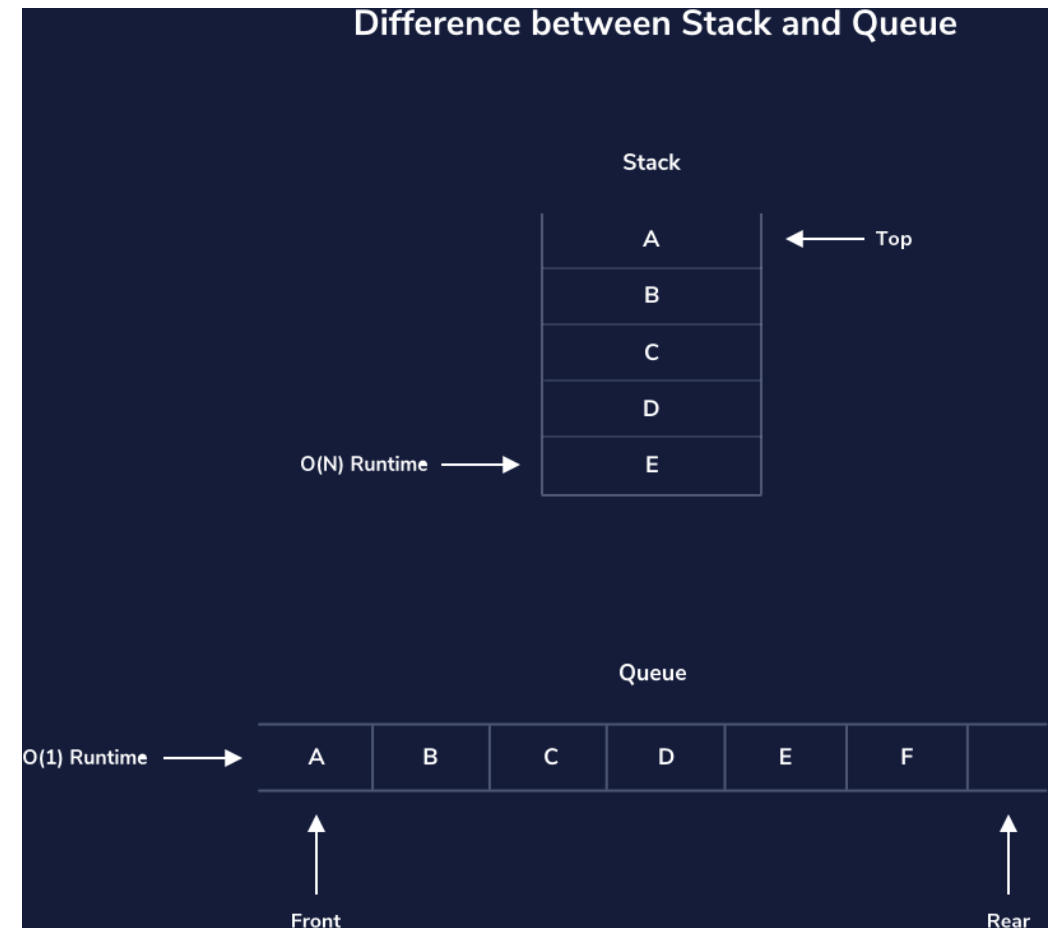 Difference between Stack and Queue
Stack
A
Top
B
C
D
O(N) Runtime
E
Queue
O(1) Runtime
A
B
C
D
E
F
Front
Rear